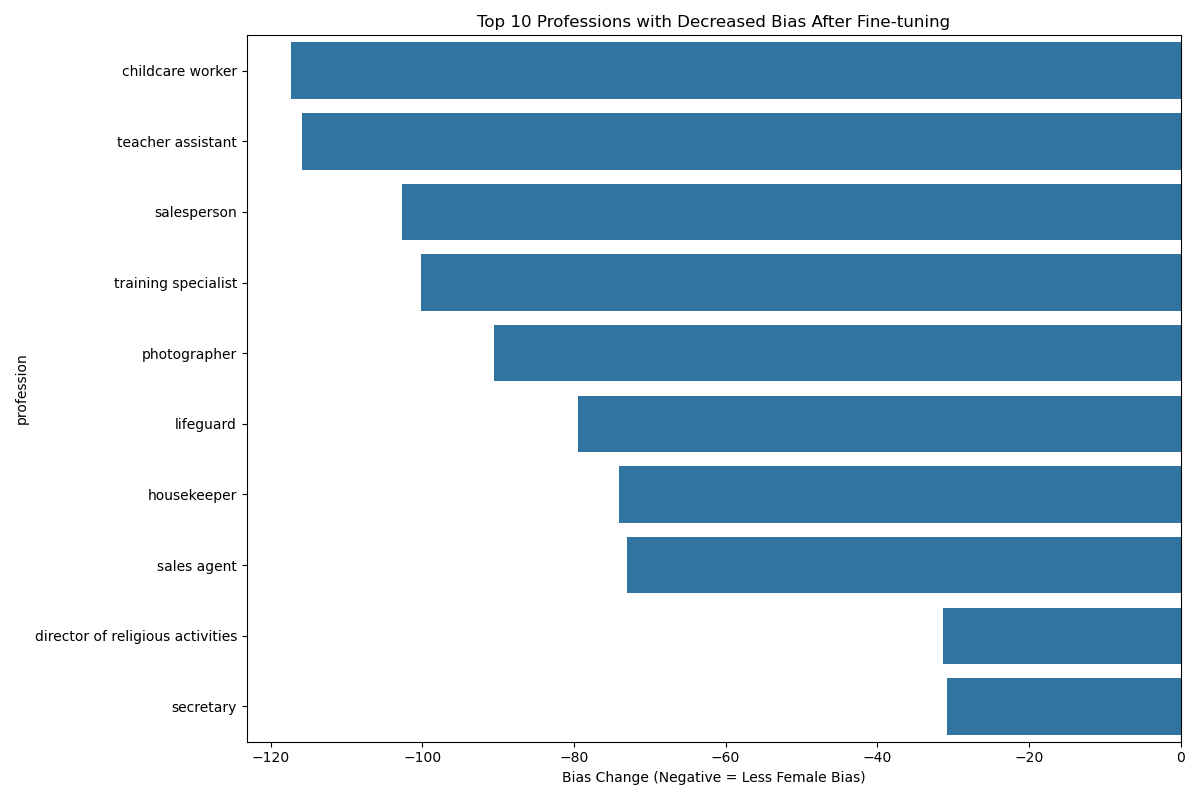 Top 10 Professions with Decreased Bias After Fine-tuning
profession
childcare worker
teacher assistant
salesperson
training specialist
photographer
lifeguard
housekeeper
sales agent
director of religious activities
secretary
−120 −100 −80 −60 −40 −20 0
Bias Change (Negative = Less Female Bias)